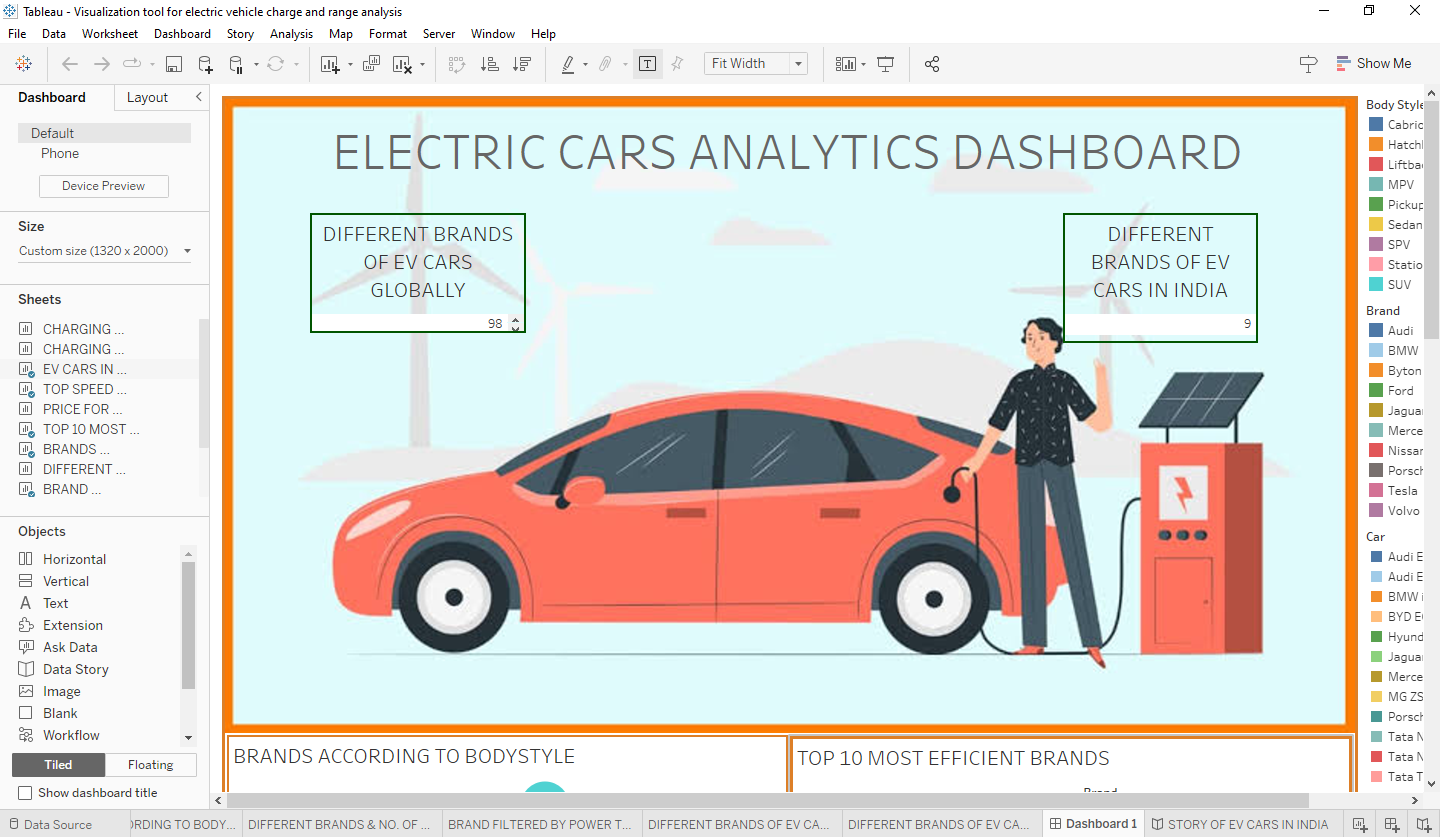 Tableau - Visualization tool for electric vehicle charge and range analysis
File Data Worksheet Dashboard Story Analysis Map Format Server Window Help
Fit Width
Show Me
Dashboard Layout
Default
Phone
Device Preview
Size
Custom size (1320 x 2000)
Sheets
CHARGING ...
CHARGING ...
EV CARS IN ...
TOP SPEED ...
PRICE FOR ...
TOP 10 MOST ...
BRANDS ...
DIFFERENT ...
BRAND ...
Objects
Horizontal
Vertical
A Text
Extension
Ask Data
Data Story
Image
Blank
Workflow
Tiled Floating
Show dashboard title
ELECTRIC CARS ANALYTICS DASHBOARD
DIFFERENT BRANDS
OF EV CARS
GLOBALLY
98
DIFFERENT
BRANDS OF EV
CARS IN INDIA
9
BRANDS ACCORDING TO BODYSTYLE
TOP 10 MOST EFFICIENT BRANDS
Brand
Body Style
Cabric
Hatchl
Liftba
MPV
Pickup
Sedan
SPV
Statio
SUV
Brand
Audi
BMW
Byton
Ford
Jagua
Merce
Nissar
Porsch
Tesla
Volvo
Car
Audi E
Audi E
BMW i
BYD E
Hyund
Jaguar
Merce
MG ZS
Porsch
Tata N
Tata N
Tata T
Data Source
RDING TO BODY...
DIFFERENT BRANDS & NO. OF ...
BRAND FILTERED BY POWER T...
DIFFERENT BRANDS OF EV CA...
DIFFERENT BRANDS OF EV CA...
Dashboard 1
STORY OF EV CARS IN INDIA